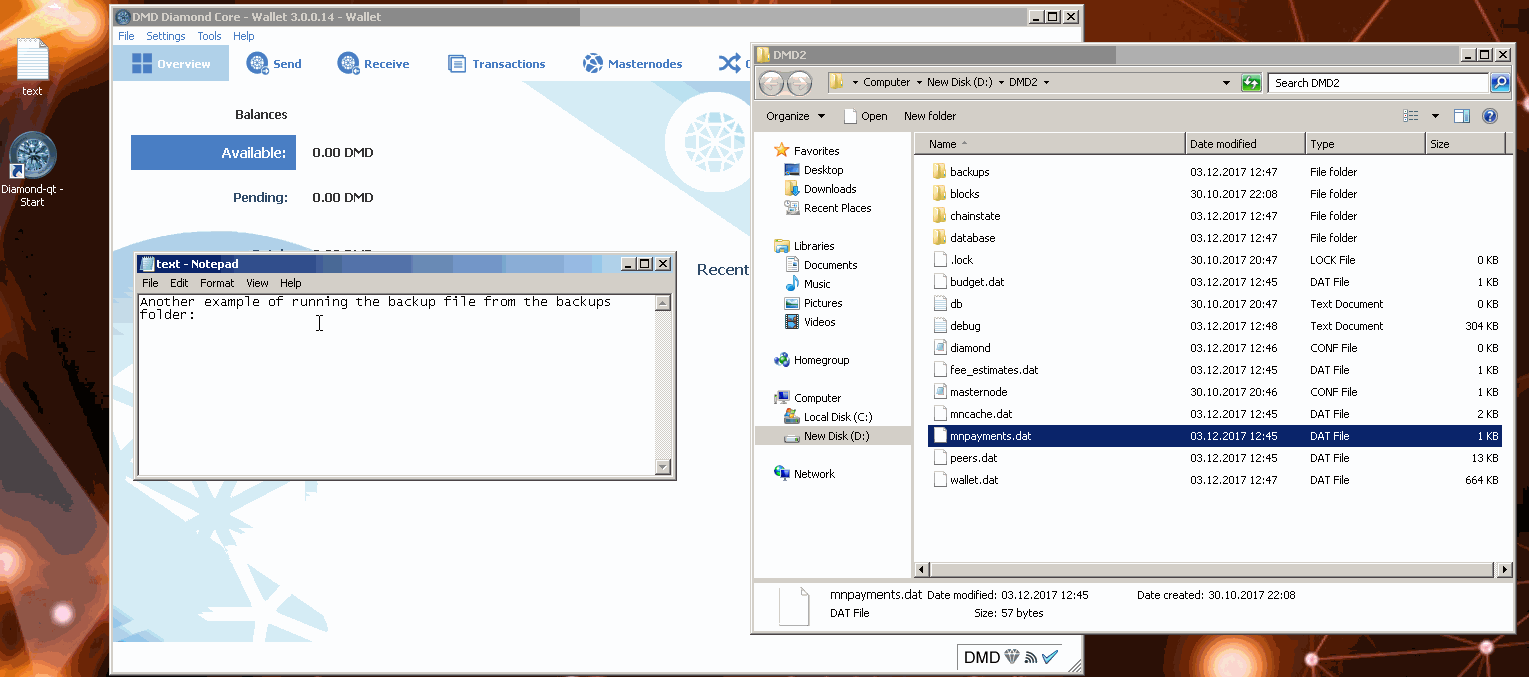 text
Diamond-qt -
Start
DMD Diamond Core - Wallet 3.0.0.14 - Wallet
File Settings Tools Help
Overview Send Receive Transactions Masternodes
Balances
Available: 0.00 DMD
Pending: 0.00 DMD
Recent
DMD
text - Notepad
File Edit Format View Help
Another example of running the backup file from the backups
folder:
DMD2
Computer New Disk (D:) DMD2
Search DMD2
Organize Open New folder
Favorites
Desktop
Downloads
Recent Places
Libraries
Documents
Music
Pictures
Videos
Homegroup
Computer
Local Disk (C:)
New Disk (D:)
Network
Name Date modified Type Size
backups 03.12.2017 12:47 File folder
blocks 30.10.2017 22:08 File folder
chainstate 03.12.2017 12:47 File folder
database 03.12.2017 12:47 File folder
.lock 30.10.2017 20:47 LOCK File 0 KB
budget.dat 03.12.2017 12:45 DAT File 1 KB
db 30.10.2017 20:47 Text Document 0 KB
debug 03.12.2017 12:48 Text Document 304 KB
diamond 03.12.2017 12:46 CONF File 0 KB
fee_estimates.dat 03.12.2017 12:45 DAT File 1 KB
masternode 30.10.2017 20:46 CONF File 1 KB
mncache.dat 03.12.2017 12:45 DAT File 2 KB
mnpayments.dat 03.12.2017 12:45 DAT File 1 KB
peers.dat 03.12.2017 12:45 DAT File 13 KB
wallet.dat 03.12.2017 12:47 DAT File 664 KB
mnpayments.dat Date modified: 03.12.2017 12:45 Date created: 30.10.2017 22:08
DAT File Size: 57 bytes